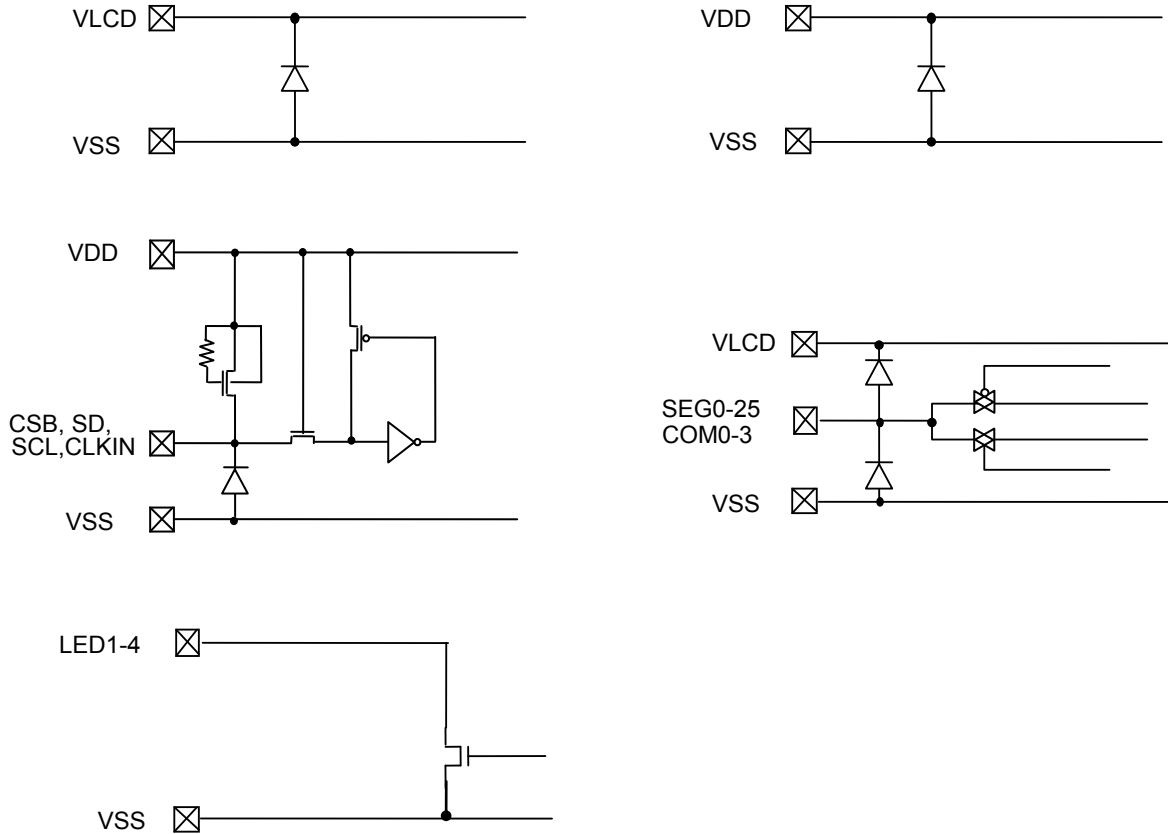 VLCD
VSS
VDD
VSS
VDD
CSB, SD,
SCL,CLKIN
VSS
VLCD
SEG0-25
COM0-3
VSS
LED1-4
VSS